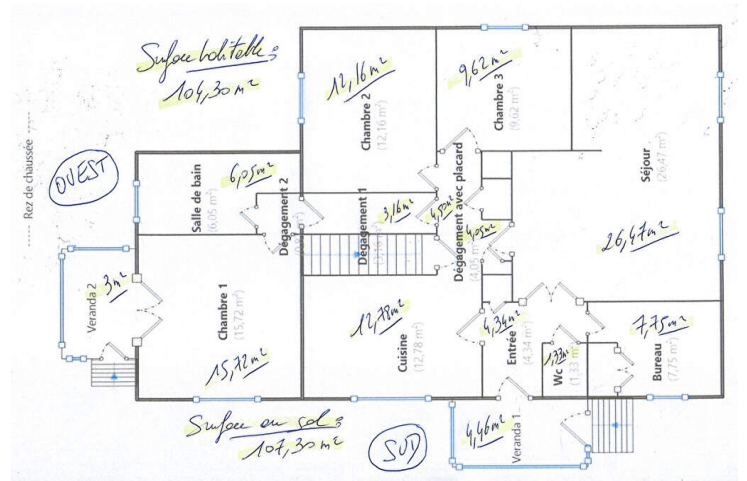 Surface habitable :
104,30 m²
12,16 m²
9,62 m²
Chambre 2
(12,16 m²)
Chambre 3
(9,62 m²)
Rez de chaussée
OUEST
Salle de bain
(6,05 m²)
6,05 m²
Dégagement 2
Dégagement 1
3,16 m²
4,50 m²
Dégagement avec placard
(4,05 m²)
4,05 m²
Séjour
(26,47 m²)
26,47 m²
Veranda 2
3 m²
Chambre 1
(15,72 m²)
15,72 m²
12,78 m²
Cuisine
(12,78 m²)
4,34 m²
Entrée
(4,34 m²)
1,33 m²
Wc
(1,33 m²)
7,75 m²
Bureau
(7,75 m²)
Surface au sol :
107,30 m²
SUD
4,46 m²
Veranda 1